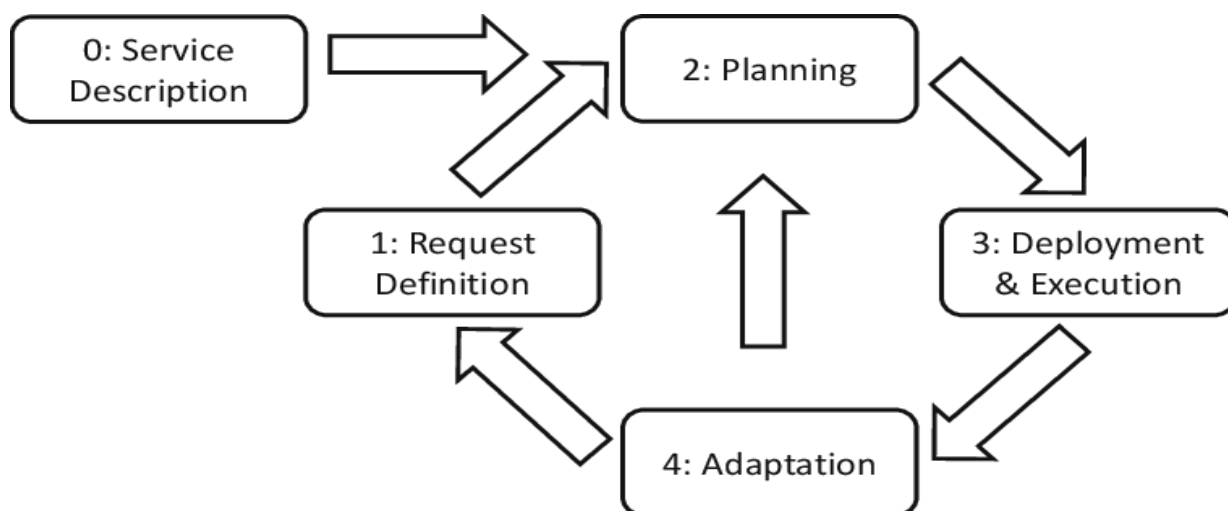 0: Service
Description
2: Planning
1: Request
Definition
3: Deployment
& Execution
4: Adaptation